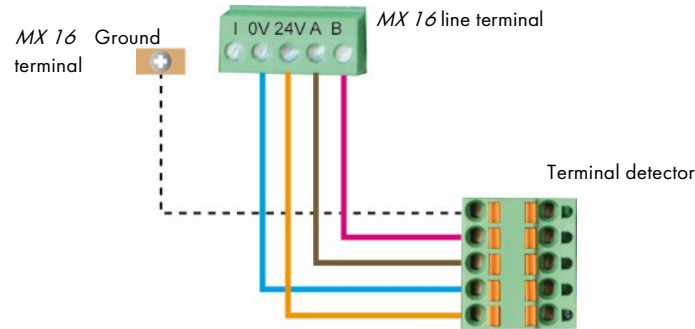 MX 16 Ground
terminal
I 0V 24V A B
MX 16 line terminal
Terminal detector